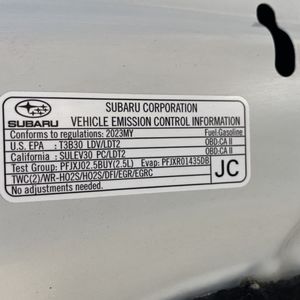 SUBARU
SUBARU CORPORATION
VEHICLE EMISSION CONTROL INFORMATION
Conforms to regulations: 2023MY Fuel:Gasoline
U.S. EPA : T3B30 LDV/LDT2 OBD:CA II
California : SULEV30 PC/LDT2 OBD:CA II
Test Group: PFJXJ02.5BUY(2.5L) Evap: PFJXR01435DB
TWC(2)/WR-HO2S/HO2S/DFI/EGR/EGRC
No adjustments needed.
JC